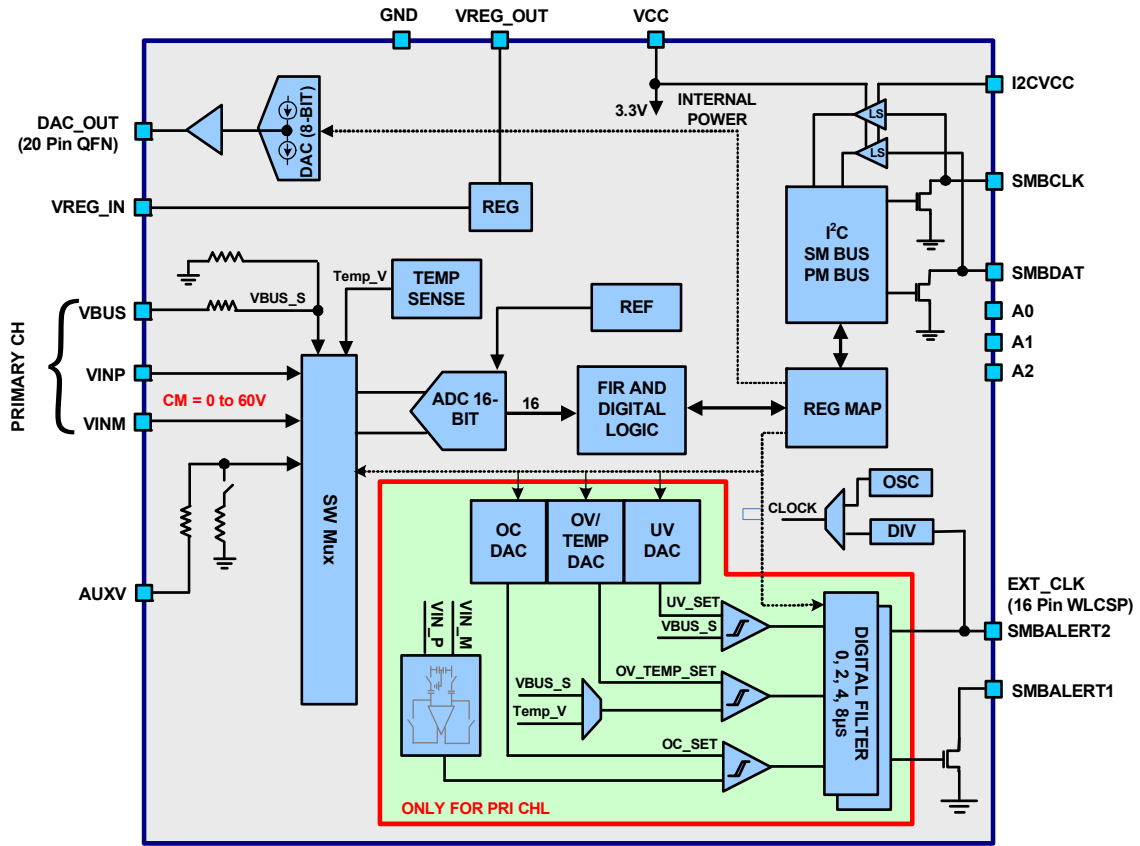 GND
VREG_OUT
VCC
I2CVCC
3.3V
INTERNAL
POWER
LS
LS
DAC (8-BIT)
DAC_OUT
(20 Pin QFN)
SMBCLK
VREG_IN
REG
I²C
SM BUS
PM BUS
SMBDAT
Temp_V
TEMP
SENSE
VBUS_S
VBUS
REF
A0
A1
A2
PRIMARY CH
VINP
CM = 0 to 60V
VINM
ADC 16-
BIT
16
FIR AND
DIGITAL
LOGIC
REG MAP
SW Mux
OSC
CLOCK
DIV
OC
DAC
OV/
TEMP
DAC
UV
DAC
AUXV
EXT_CLK
(16 Pin WLCSP)
SMBALERT2
UV_SET
VBUS_S
VIN_P
VIN_M
OV_TEMP_SET
VBUS_S
Temp_V
DIGITAL FILTER
0, 2, 4, 8µs
SMBALERT1
OC_SET
ONLY FOR PRI CHL